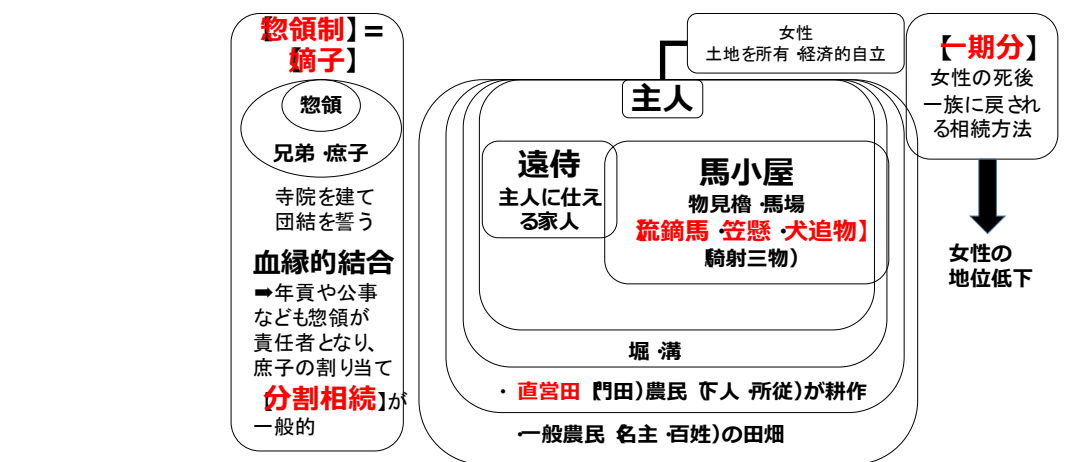 【惣領制】=
【嫡子】
惣領
兄弟・庶子
寺院を建て
団結を誓う
血縁的結合
➡年貢や公事
なども惣領が
責任者となり、
庶子の割り当て
【分割相続】が
一般的
女性
土地を所有・経済的自立
主人
遠侍
主人に仕え
る家人
馬小屋
物見櫓・馬場
【流鏑馬・笠懸・犬追物】
騎射三物)
堀・溝
・直営田(門田)農民(下人・所従)が耕作
・一般農民(名主・百姓)の田畑
【一期分】
女性の死後
一族に戻され
る相続方法
女性の
地位低下